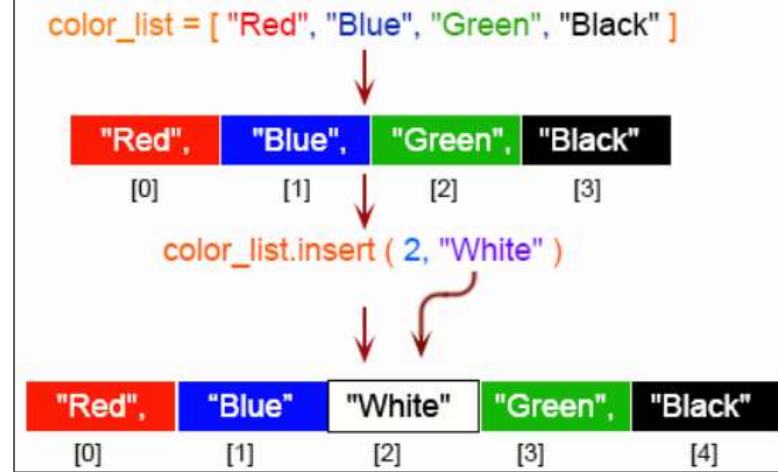 color_list = [ "Red", "Blue", "Green", "Black" ]
"Red", "Blue", "Green", "Black"
[0] [1] [2] [3]
color_list.insert ( 2, "White" )
"Red", “Blue” "White" "Green", "Black"
[0] [1] [2] [3] [4]